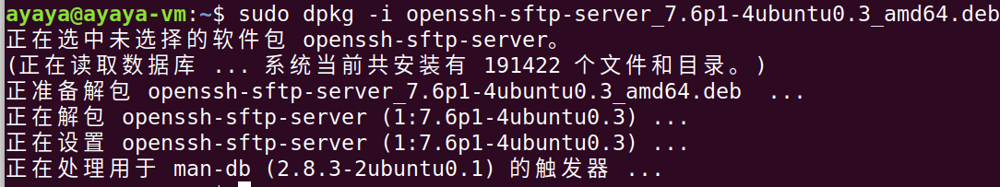 ayaya@ayaya-vm:~$ sudo dpkg -i openssh-sftp-server_7.6p1-4ubuntu0.3_amd64.deb
正在选中未选择的软件包 openssh-sftp-server。
(正在读取数据库 ... 系统当前共安装有 191422 个文件和目录。)
正准备解包 openssh-sftp-server_7.6p1-4ubuntu0.3_amd64.deb  ...
正在解包 openssh-sftp-server (1:7.6p1-4ubuntu0.3) ...
正在设置 openssh-sftp-server (1:7.6p1-4ubuntu0.3) ...
正在处理用于 man-db (2.8.3-2ubuntu0.1) 的触发器 ...